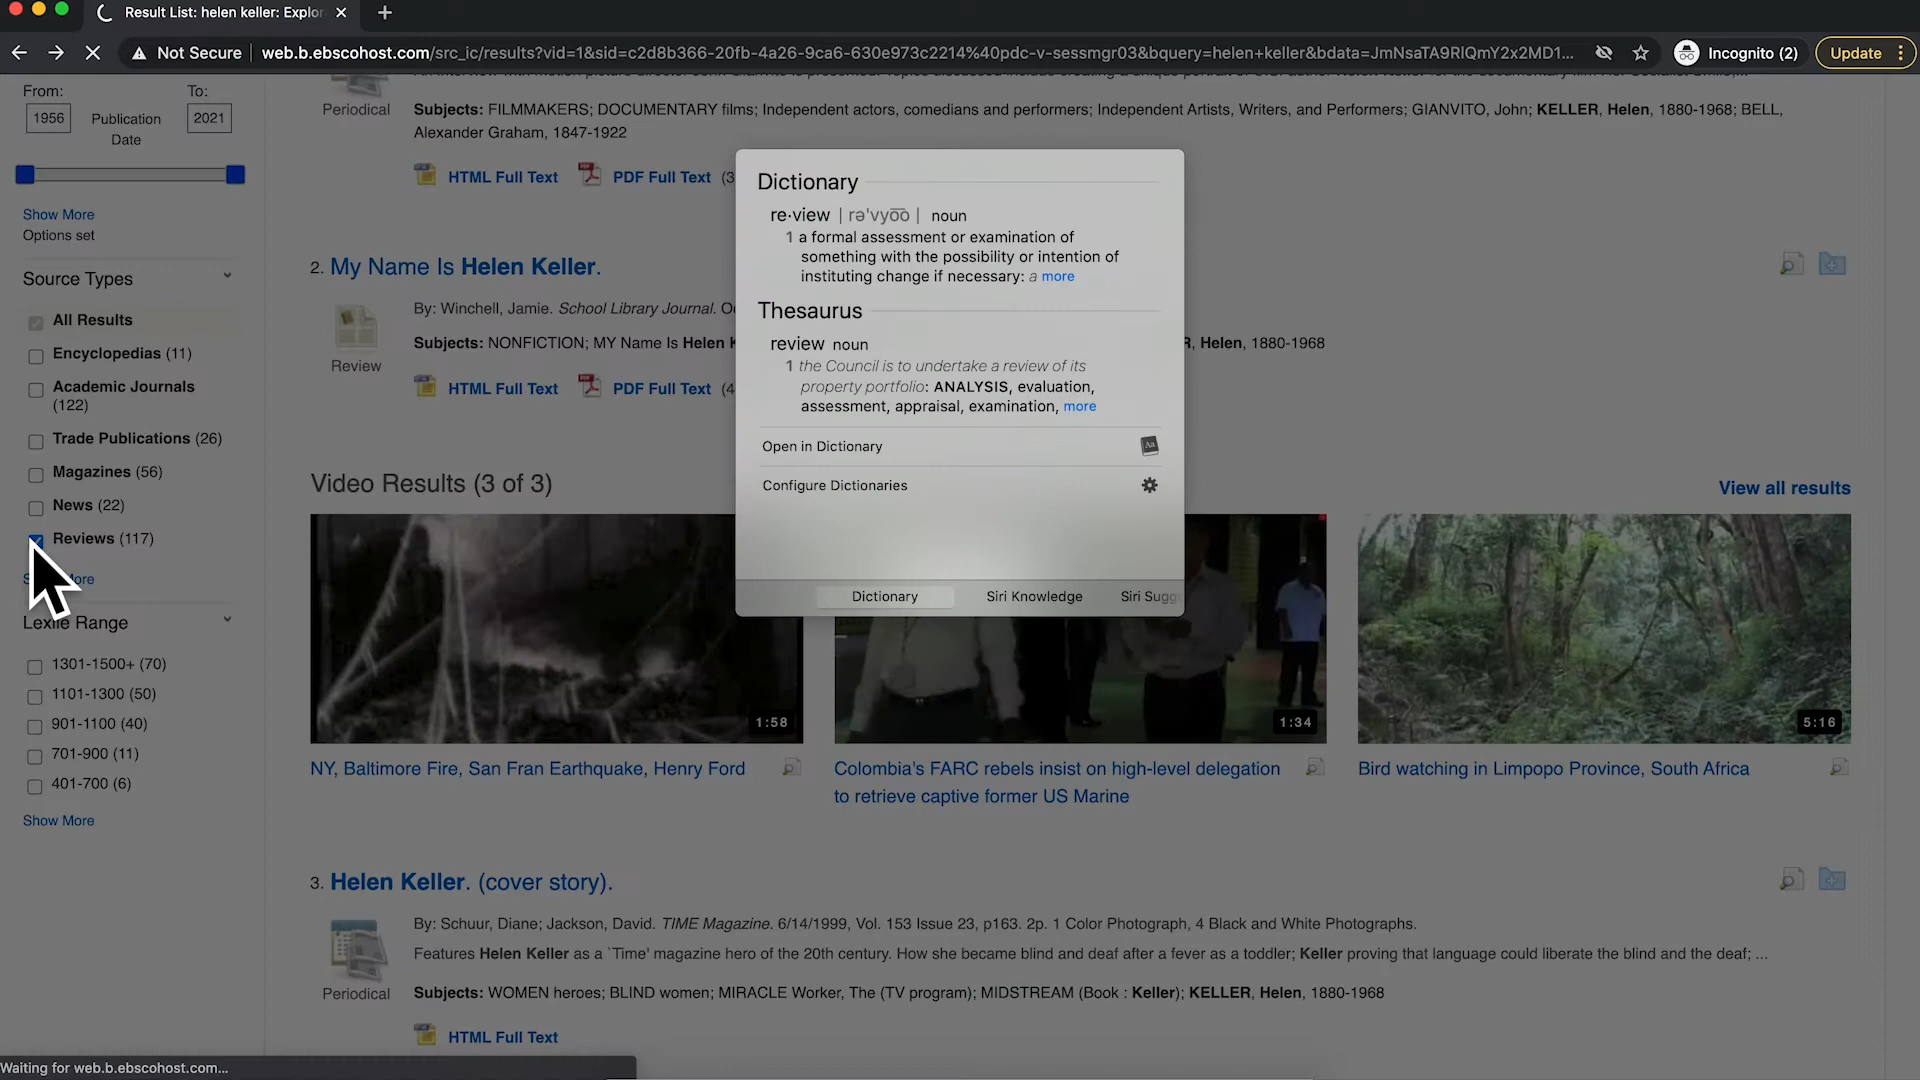 Result List: helen keller: Explor
Not Secure
web.b.ebscohost.com/src_ic/results?vid=1&sid=c2d8b366-20fb-4a26-9ca6-630e973c2214%40pdc-v-sessmgr03&bquery=helen+keller&bdata=JmNsaTA9RlQmY2x2MD1...
Incognito (2)
Update
From:
To:
1956
Publication Date
2021
Show More
Options set
Source Types
All Results
Encyclopedias (11)
Academic Journals
(122)
Trade Publications (26)
Magazines (56)
News (22)
Reviews (117)
Lexile Range
1301-1500+ (70)
1101-1300 (50)
901-1100 (40)
701-900 (11)
401-700 (6)
Show More
Periodical
Subjects: FILMMAKERS; DOCUMENTARY films; Independent actors, comedians and performers; Independent Artists, Writers, and Performers; GIANVITO, John; KELLER, Helen, 1880-1968; BELL,
Alexander Graham, 1847-1922
HTML Full Text PDF Full Text (3
2. My Name Is Helen Keller.
Review
By: Winchell, Jamie. School Library Journal.
Subjects: NONFICTION; MY Name Is Helen
, Helen, 1880-1968
HTML Full Text PDF Full Text (4
Dictionary
re·view | rəˈvyo͞o | noun
1 a formal assessment or examination of
something with the possibility or intention of
instituting change if necessary: a more
Thesaurus
review noun
1 the Council is to undertake a review of its
property portfolio: ANALYSIS, evaluation,
assessment, appraisal, examination, more
Open in Dictionary
Aa
Configure Dictionaries
Dictionary
Siri Knowledge
Siri Sugg
Video Results (3 of 3)
View all results
1:58
1:34
5:16
NY, Baltimore Fire, San Fran Earthquake, Henry Ford
Colombia's FARC rebels insist on high-level delegation
to retrieve captive former US Marine
Bird watching in Limpopo Province, South Africa
3. Helen Keller. (cover story).
Periodical
By: Schuur, Diane; Jackson, David. TIME Magazine. 6/14/1999, Vol. 153 Issue 23, p163. 2p. 1 Color Photograph, 4 Black and White Photographs.
Features Helen Keller as a `Time' magazine hero of the 20th century. How she became blind and deaf after a fever as a toddler; Keller proving that language could liberate the blind and the deaf; ...
Subjects: WOMEN heroes; BLIND women; MIRACLE Worker, The (TV program); MIDSTREAM (Book : Keller); KELLER, Helen, 1880-1968
HTML Full Text
Waiting for web.b.ebscohost.com...